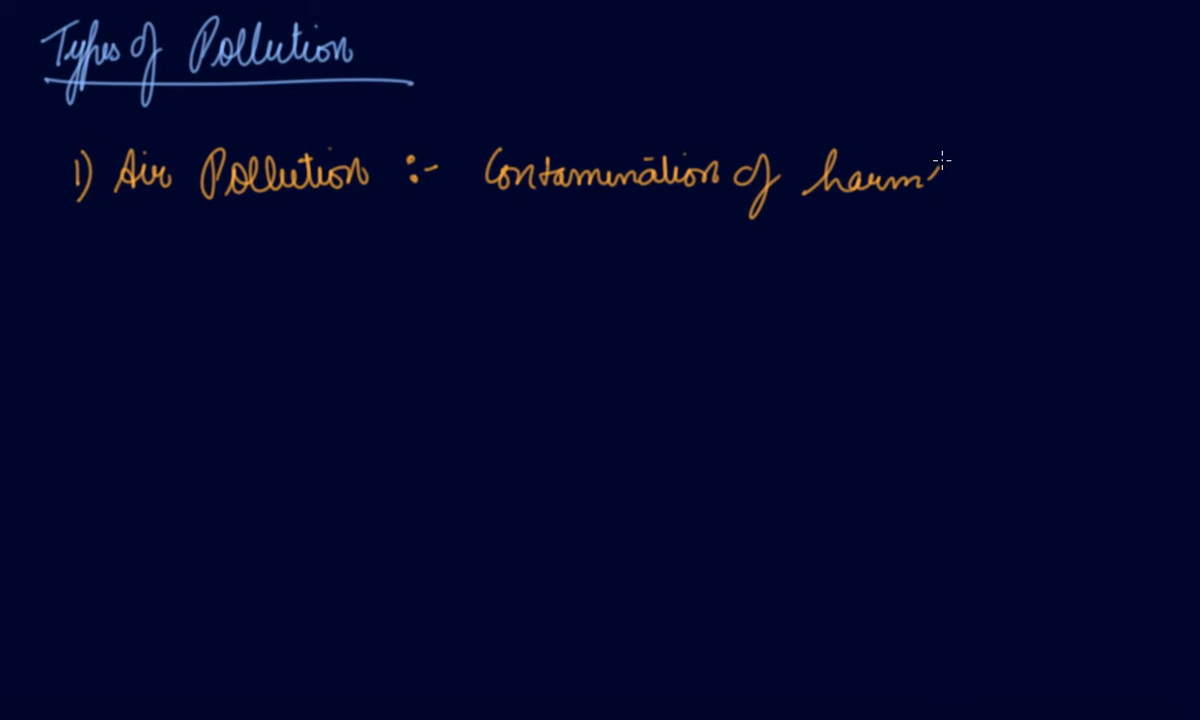 Types of Pollution
1) Air Pollution :- Contamination of harm